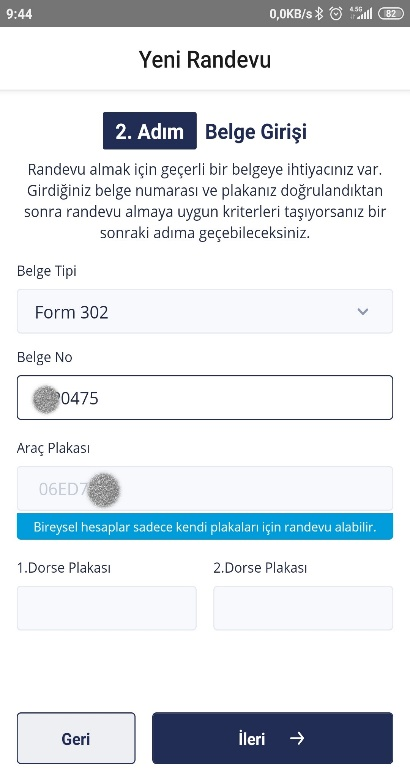 9:44
0,0KB/s 4.5G 82
Yeni Randevu
2. Adım Belge Girişi
Randevu almak için geçerli bir belgeye ihtiyacınız var.
Girdiğiniz belge numarası ve plakanız doğrulandıktan
sonra randevu almaya uygun kriterleri taşıyorsanız bir
sonraki adıma geçebileceksiniz.
Belge Tipi
Form 302
Belge No
0475
Araç Plakası
06ED7
Bireysel hesaplar sadece kendi plakaları için randevu alabilir.
1.Dorse Plakası
2.Dorse Plakası
Geri
İleri →